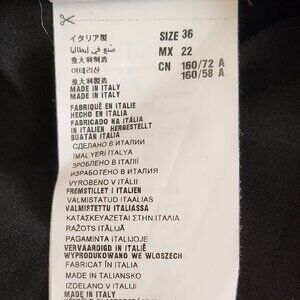 イタリア製
SIZE 36
صنع في إيطاليا
MX 22
意大利制造
CN 160/72 A
160/58 A
이태리산
意大利製造
MADE IN ITALY
MADE IN ITALY
FABRIQUÉ EN ITALIE
HECHO EN ITALIA
FABRICADO NA ITÁLIA
IN ITALIEN HERGESTELLT
BUATAN ITALIA
СДЕЛАНО В ИТАЛИИ
IMAL YERI ITALYA
ЗРОБЛЕНО В ІТАЛІЇ
ИЗРАБОТЕНО В ИТАЛИЯ
VYROBENO V ITÁLII
FREMSTILLET I ITALIEN
VALMISTATUD ITAALIAS
VALMISTETTU ITALIASSA
ΚΑΤΑΣΚΕΥΑΖΕΤΑΙ ΣΤΗΝ ΙΤΑΛΙΑ
RAŽOTS ITĀLIJĀ
PAGAMINTA ITALIJOJE
VERVAARDIGD IN ITALIË
WYPRODUKOWANO WE WŁOSZECH
FABRICAT ÎN ITALIA
MADE IN TALIANSKO
IZDELANO V ITALIJI
MADE IN ITALY